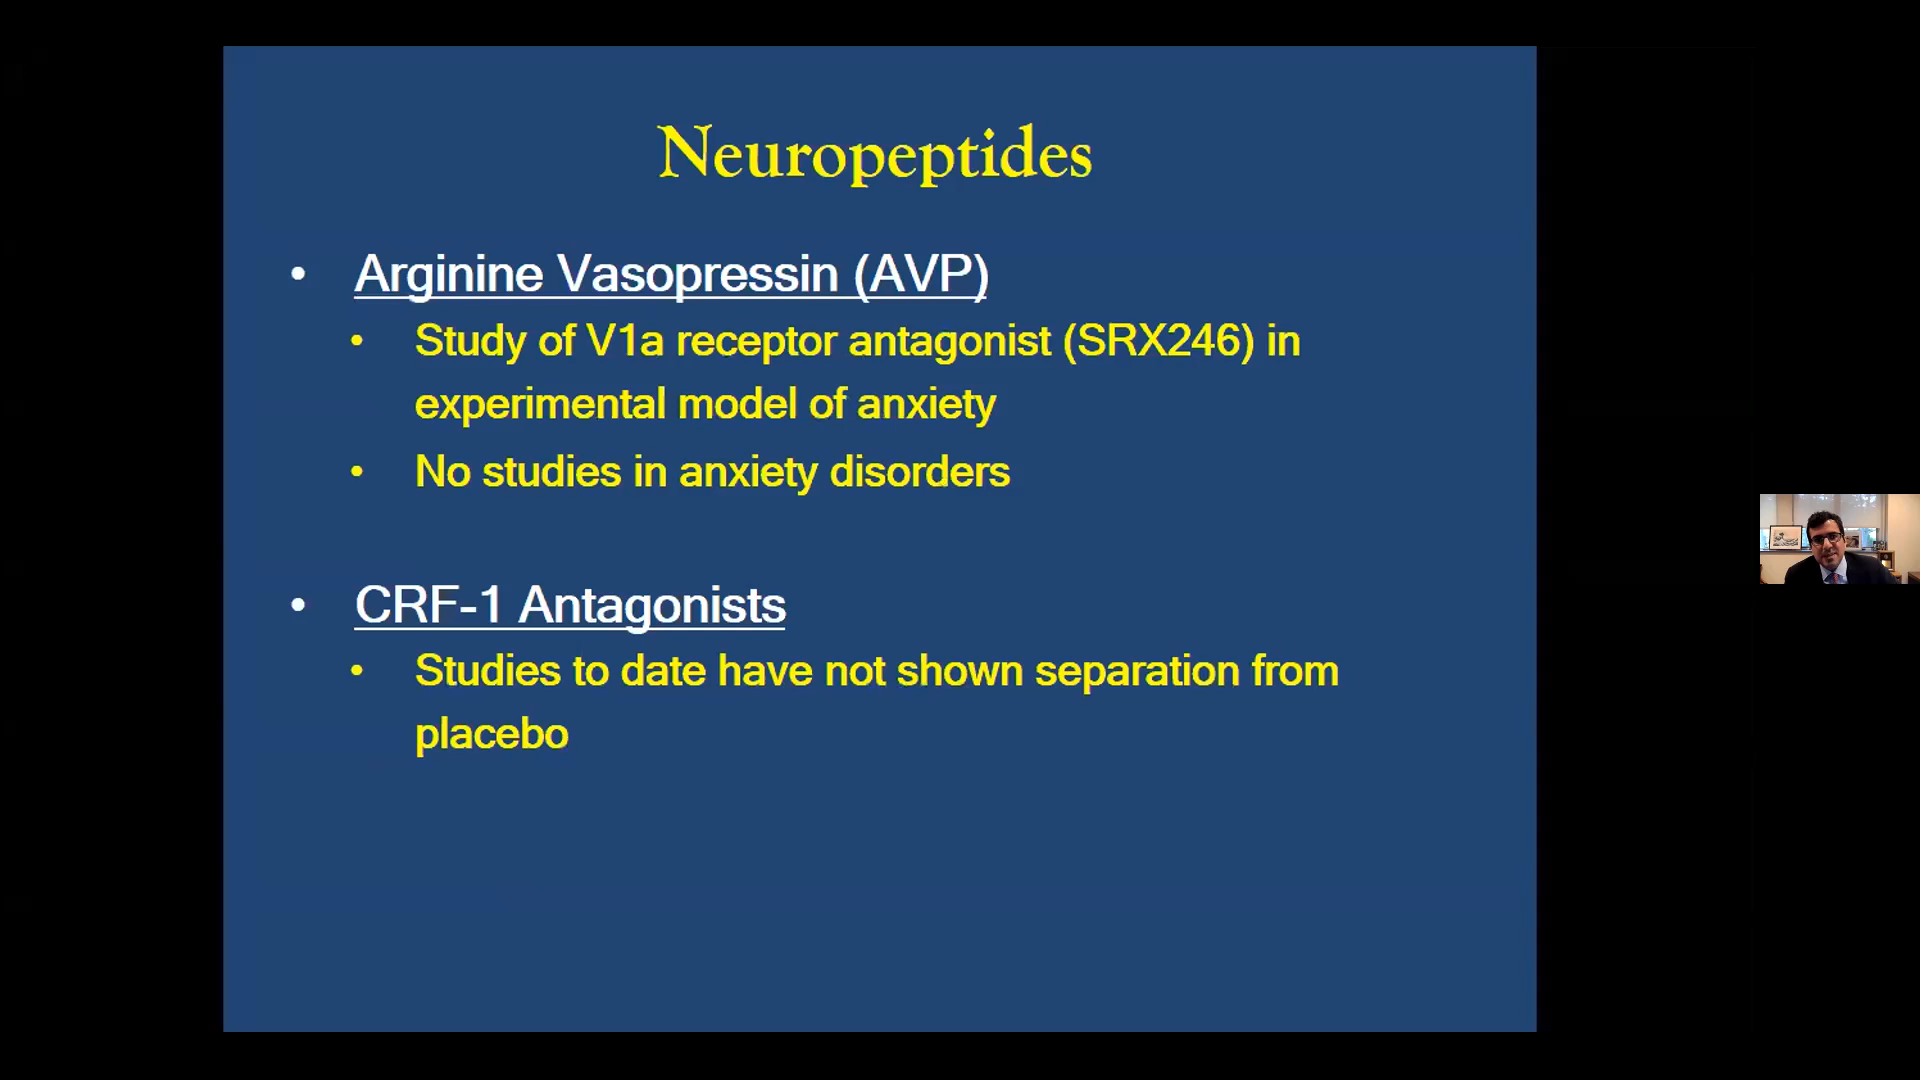 Neuropeptides
• Arginine Vasopressin (AVP)
• Study of V1a receptor antagonist (SRX246) in
experimental model of anxiety
• No studies in anxiety disorders
• CRF-1 Antagonists
• Studies to date have not shown separation from
placebo